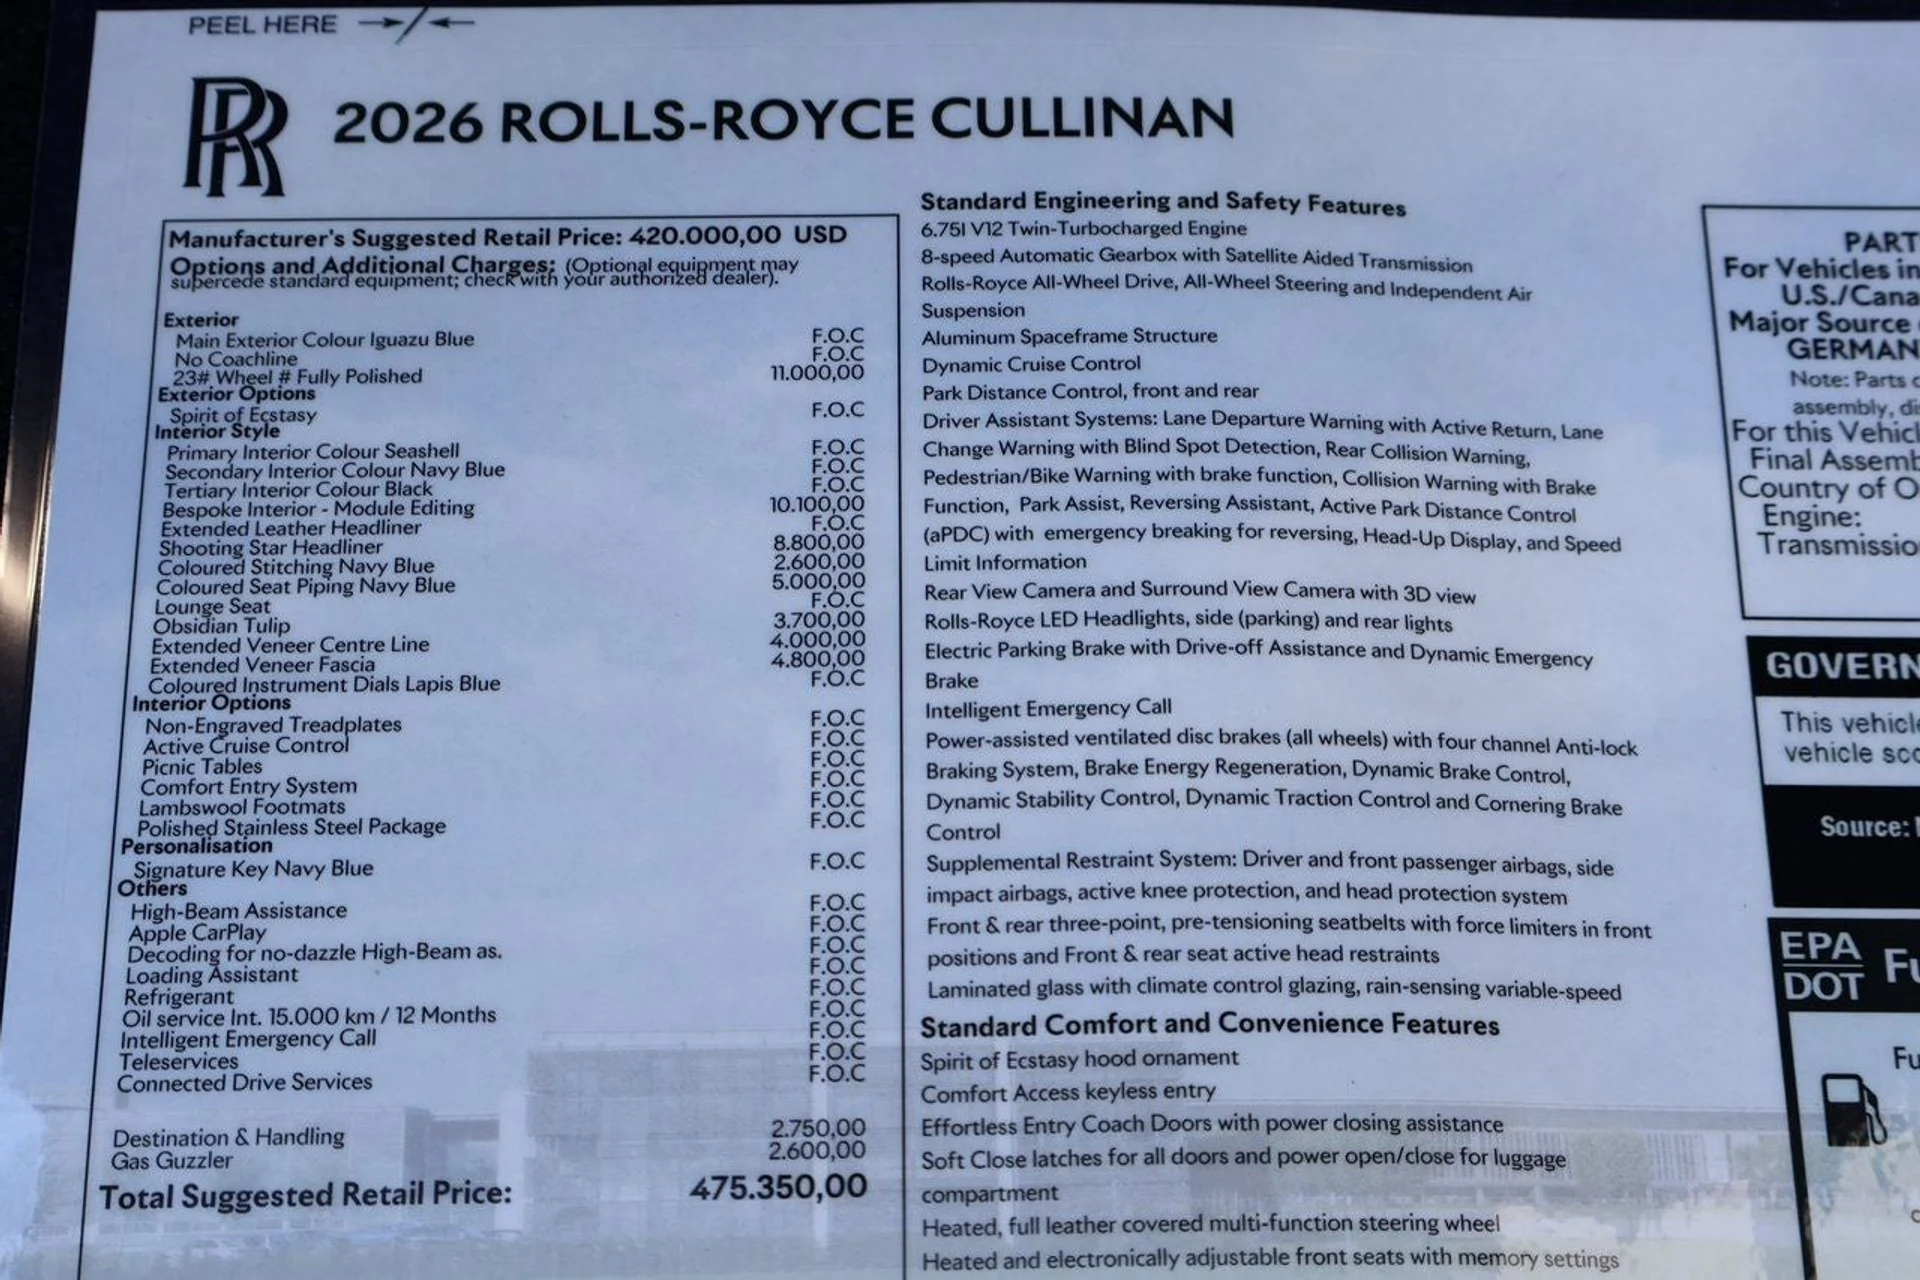 PEEL HERE
RR
2026 ROLLS-ROYCE CULLINAN
Manufacturer's Suggested Retail Price: 420.000,00 USD
Options and Additional Charges: (Optional equipment may
supercede standard equipment; check with your authorized dealer).
Exterior
Main Exterior Colour Iguazu Blue F.O.C
No Coachline F.O.C
23# Wheel # Fully Polished 11.000,00
Exterior Options
Spirit of Ecstasy F.O.C
Interior Style
Primary Interior Colour Seashell F.O.C
Secondary Interior Colour Navy Blue F.O.C
Tertiary Interior Colour Black F.O.C
Bespoke Interior - Module Editing 10.100,00
Extended Leather Headliner F.O.C
Shooting Star Headliner 8.800,00
Coloured Stitching Navy Blue 2.600,00
Coloured Seat Piping Navy Blue 5.000,00
Lounge Seat F.O.C
Obsidian Tulip 3.700,00
Extended Veneer Centre Line 4.000,00
Extended Veneer Fascia 4.800,00
Coloured Instrument Dials Lapis Blue F.O.C
Interior Options
Non-Engraved Treadplates F.O.C
Active Cruise Control F.O.C
Picnic Tables F.O.C
Comfort Entry System F.O.C
Lambswool Footmats F.O.C
Polished Stainless Steel Package F.O.C
Personalisation
Signature Key Navy Blue F.O.C
Others
High-Beam Assistance F.O.C
Apple CarPlay F.O.C
Decoding for no-dazzle High-Beam as. F.O.C
Loading Assistant F.O.C
Refrigerant F.O.C
Oil service Int. 15.000 km / 12 Months F.O.C
Intelligent Emergency Call F.O.C
Teleservices F.O.C
Connected Drive Services F.O.C
Destination & Handling 2.750,00
Gas Guzzler 2.600,00
Total Suggested Retail Price: 475.350,00
Standard Engineering and Safety Features
6.75l V12 Twin-Turbocharged Engine
8-speed Automatic Gearbox with Satellite Aided Transmission
Rolls-Royce All-Wheel Drive, All-Wheel Steering and Independent Air
Suspension
Aluminum Spaceframe Structure
Dynamic Cruise Control
Park Distance Control, front and rear
Driver Assistant Systems: Lane Departure Warning with Active Return, Lane
Change Warning with Blind Spot Detection, Rear Collision Warning,
Pedestrian/Bike Warning with brake function, Collision Warning with Brake
Function, Park Assist, Reversing Assistant, Active Park Distance Control
(aPDC) with emergency breaking for reversing, Head-Up Display, and Speed
Limit Information
Rear View Camera and Surround View Camera with 3D view
Rolls-Royce LED Headlights, side (parking) and rear lights
Electric Parking Brake with Drive-off Assistance and Dynamic Emergency
Brake
Intelligent Emergency Call
Power-assisted ventilated disc brakes (all wheels) with four channel Anti-lock
Braking System, Brake Energy Regeneration, Dynamic Brake Control,
Dynamic Stability Control, Dynamic Traction Control and Cornering Brake
Control
Supplemental Restraint System: Driver and front passenger airbags, side
impact airbags, active knee protection, and head protection system
Front & rear three-point, pre-tensioning seatbelts with force limiters in front
positions and Front & rear seat active head restraints
Laminated glass with climate control glazing, rain-sensing variable-speed
Standard Comfort and Convenience Features
Spirit of Ecstasy hood ornament
Comfort Access keyless entry
Effortless Entry Coach Doors with power closing assistance
Soft Close latches for all doors and power open/close for luggage
compartment
Heated, full leather covered multi-function steering wheel
Heated and electronically adjustable front seats with memory settings
PART
For Vehicles in
U.S./Cana
Major Source
GERMAN
Note: Parts
assembly, di
For this Vehicl
Final Assemb
Country of O
Engine:
Transmissio
GOVERN
This vehicle
vehicle sco
Source:
EPA
DOT
Fu
Fu